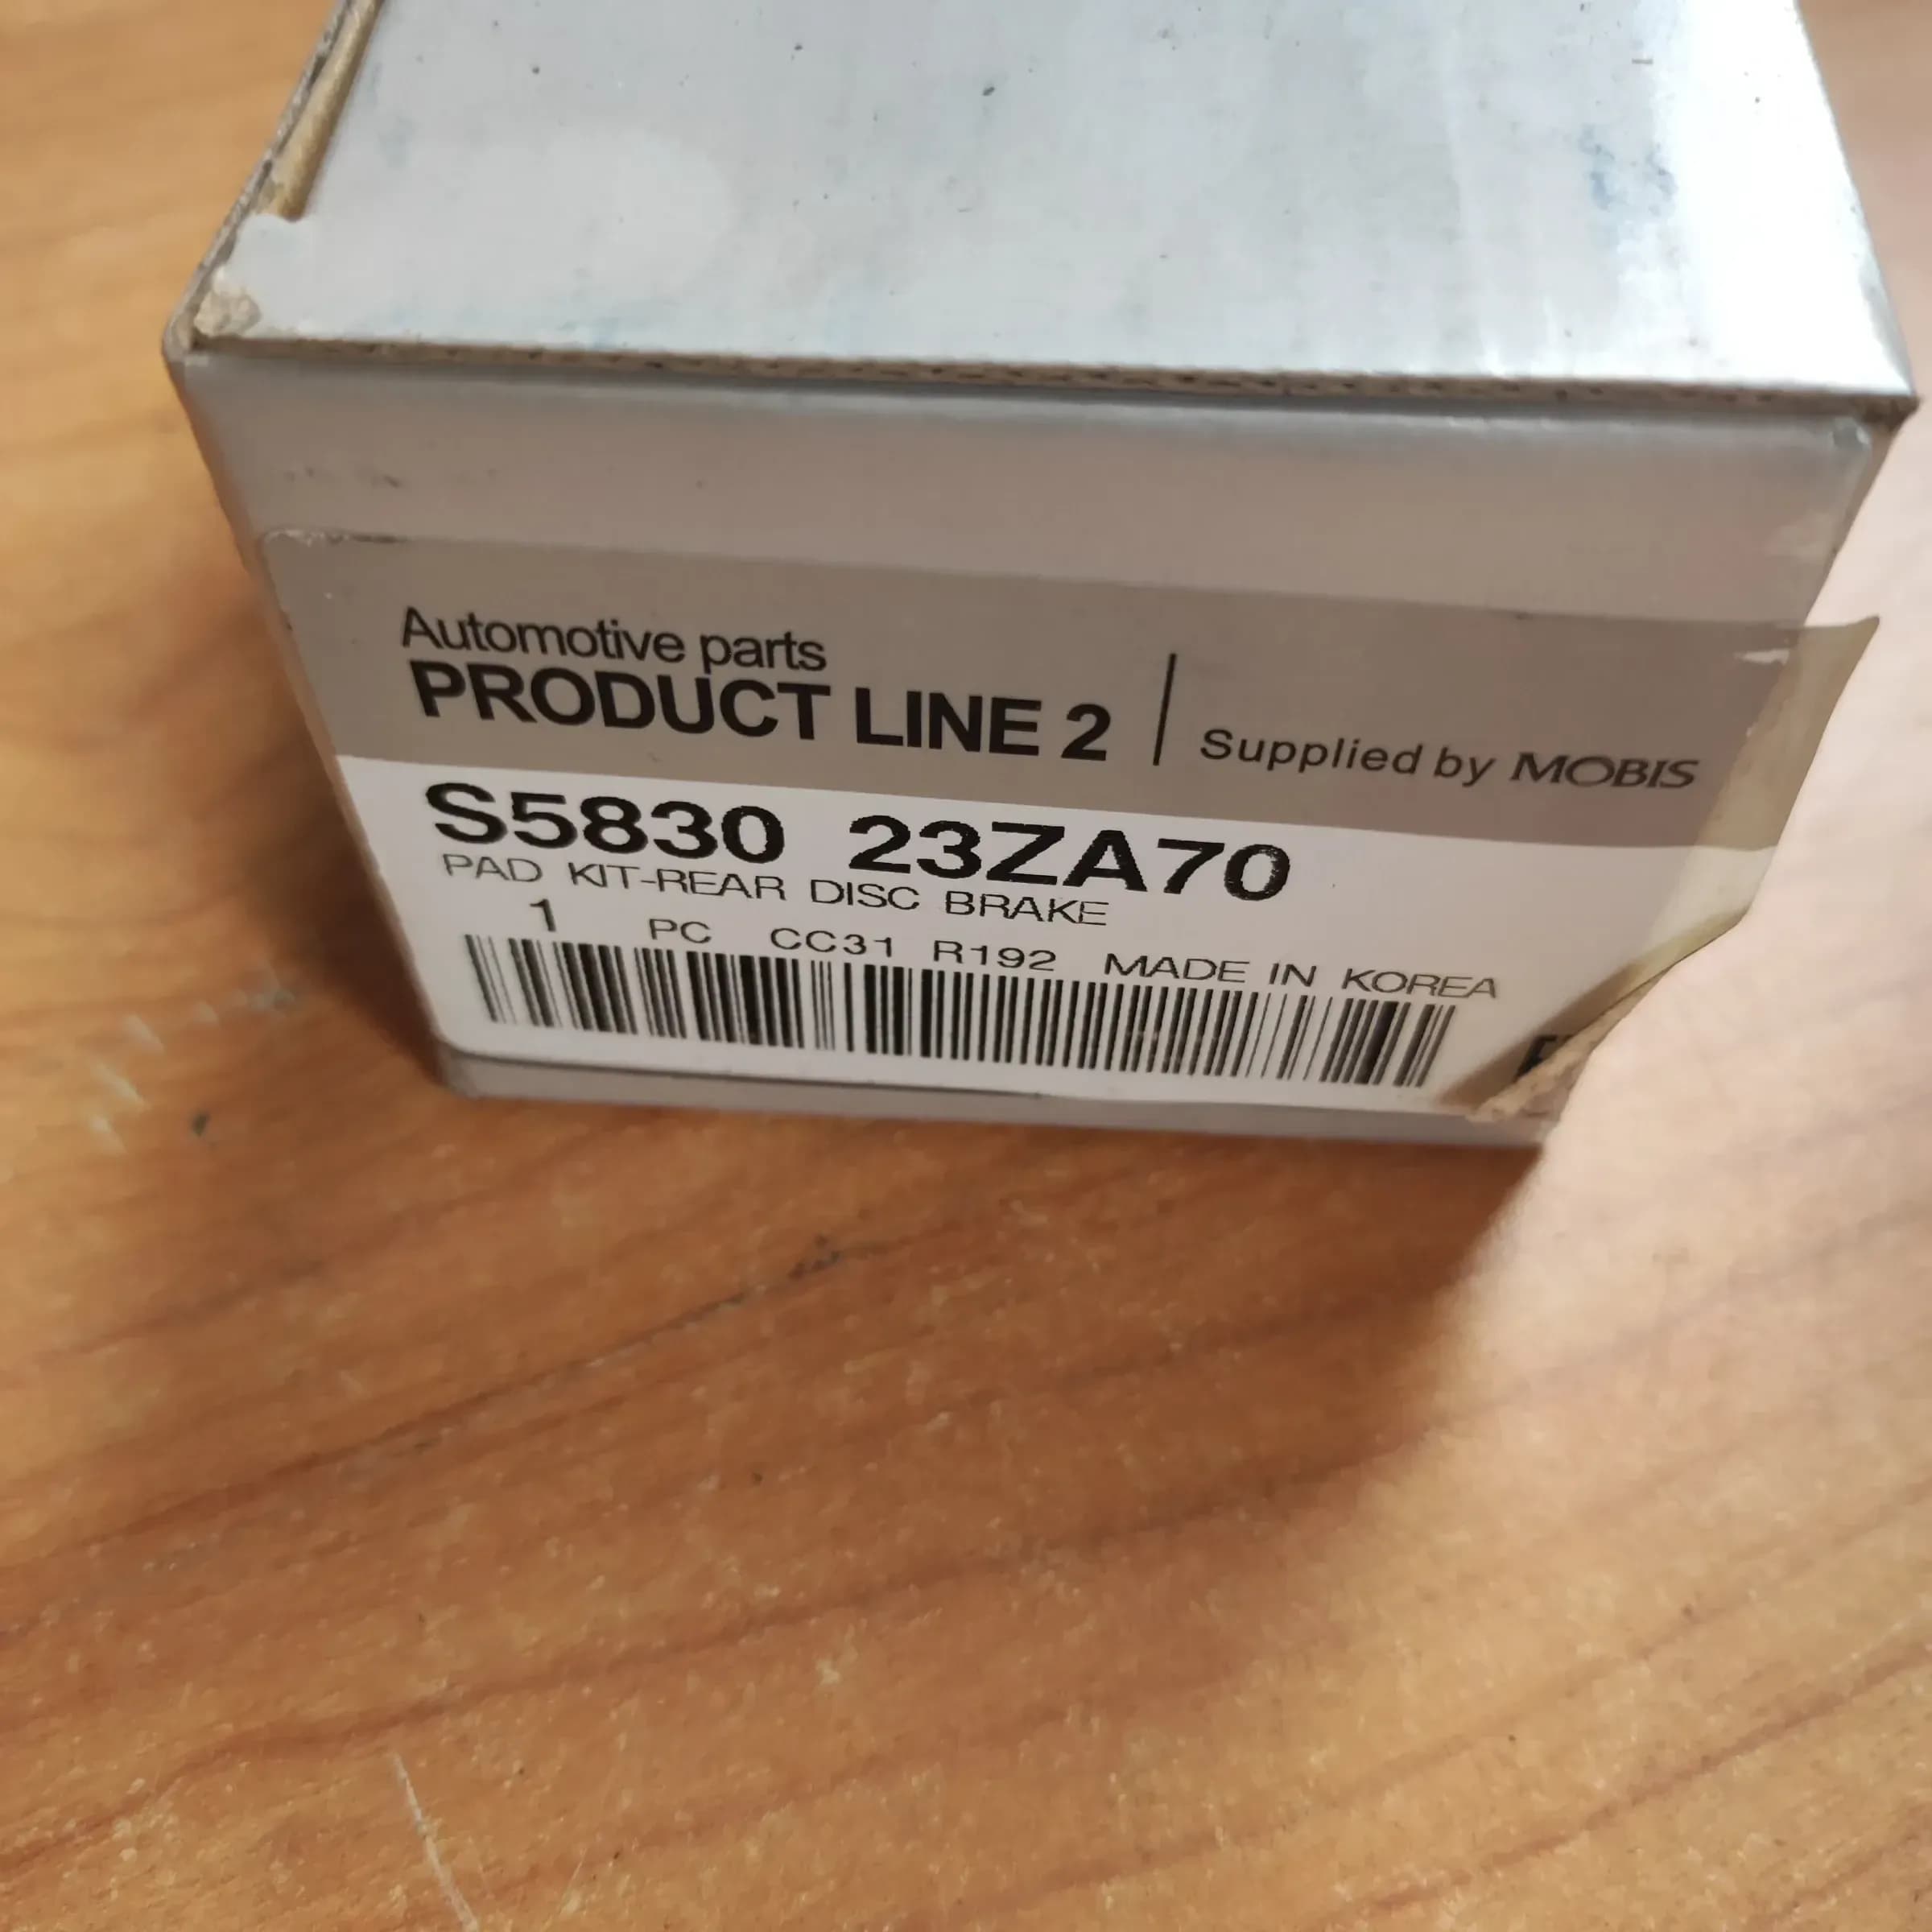 Automotive parts
PRODUCT LINE 2 | Supplied by MOBIS
S5830 23ZA70
PAD KIT-REAR DISC BRAKE
1 PC CC31 R192 MADE IN KOREA